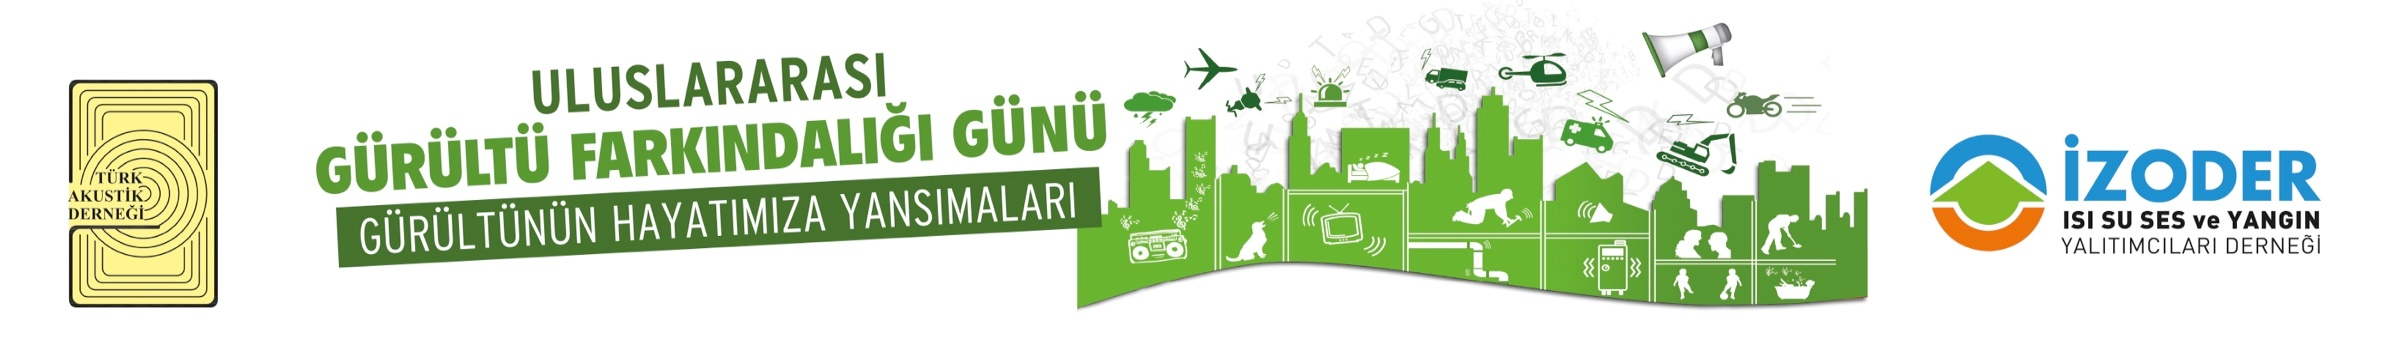 TÜRK
AKUSTİK
DERNEĞİ
ULUSLARARASI
GÜRÜLTÜ FARKINDALIĞI GÜNÜ
GÜRÜLTÜNÜN HAYATIMIZA YANSIMALARI
İZODER
ISI SU SES ve YANGIN
YALITIMCILARI DERNEĞİ